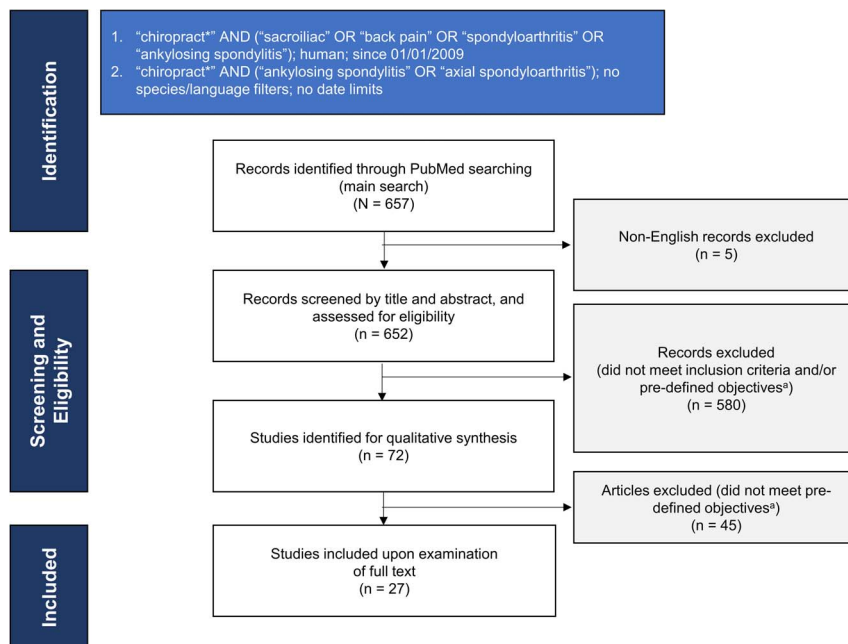 Identification
1. “chiropract*” AND (“sacroiliac” OR “back pain” OR “spondyloarthritis” OR
“ankylosing spondylitis”); human; since 01/01/2009
2. “chiropract*” AND (“ankylosing spondylitis” OR “axial spondyloarthritis”); no
species/language filters; no date limits
Records identified through PubMed searching
(main search)
(N = 657)
Non-English records excluded
(n = 5)
Screening and
Eligibility
Records screened by title and abstract, and
assessed for eligibility
(n = 652)
Records excluded
(did not meet inclusion criteria and/or
pre-defined objectivesᵃ)
(n = 580)
Studies identified for qualitative synthesis
(n = 72)
Articles excluded (did not meet pre-
defined objectivesᵃ)
(n = 45)
Included
Studies included upon examination
of full text
(n = 27)